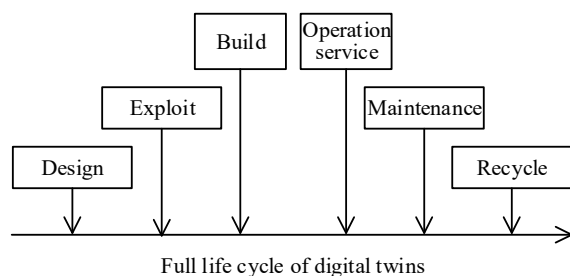 Build
Operation
service
Exploit
Maintenance
Design
Recycle
Full life cycle of digital twins